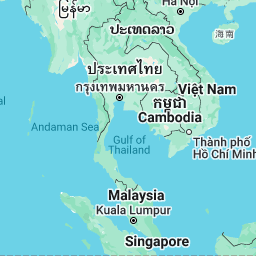 မြန်မာ
Hà Nội
ປະເທດລາວ
海南
ประเทศไทย
กรุงเทพมหานคร
Việt Nam
កម្ពុជា
Cambodia
Andaman Sea
Gulf of
Thailand
Thành phố
Hồ Chí Minh
Malaysia
Kuala Lumpur
Singapore